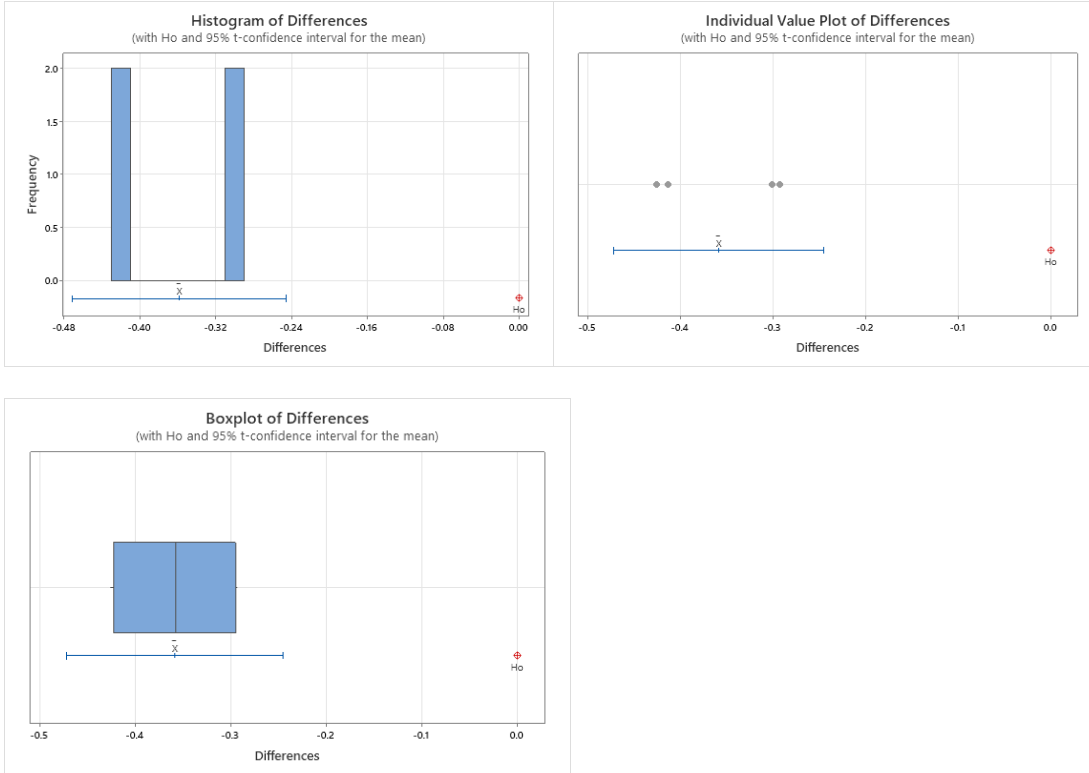 Histogram of Differences
(with Ho and 95% t-confidence interval for the mean)
Frequency
2.0
1.5
1.0
0.5
0.0
X̄
Ho
-0.48 -0.40 -0.32 -0.24 -0.16 -0.08 0.00
Differences
Individual Value Plot of Differences
(with Ho and 95% t-confidence interval for the mean)
X̄
Ho
-0.5 -0.4 -0.3 -0.2 -0.1 0.0
Differences
Boxplot of Differences
(with Ho and 95% t-confidence interval for the mean)
X̄
Ho
-0.5 -0.4 -0.3 -0.2 -0.1 0.0
Differences